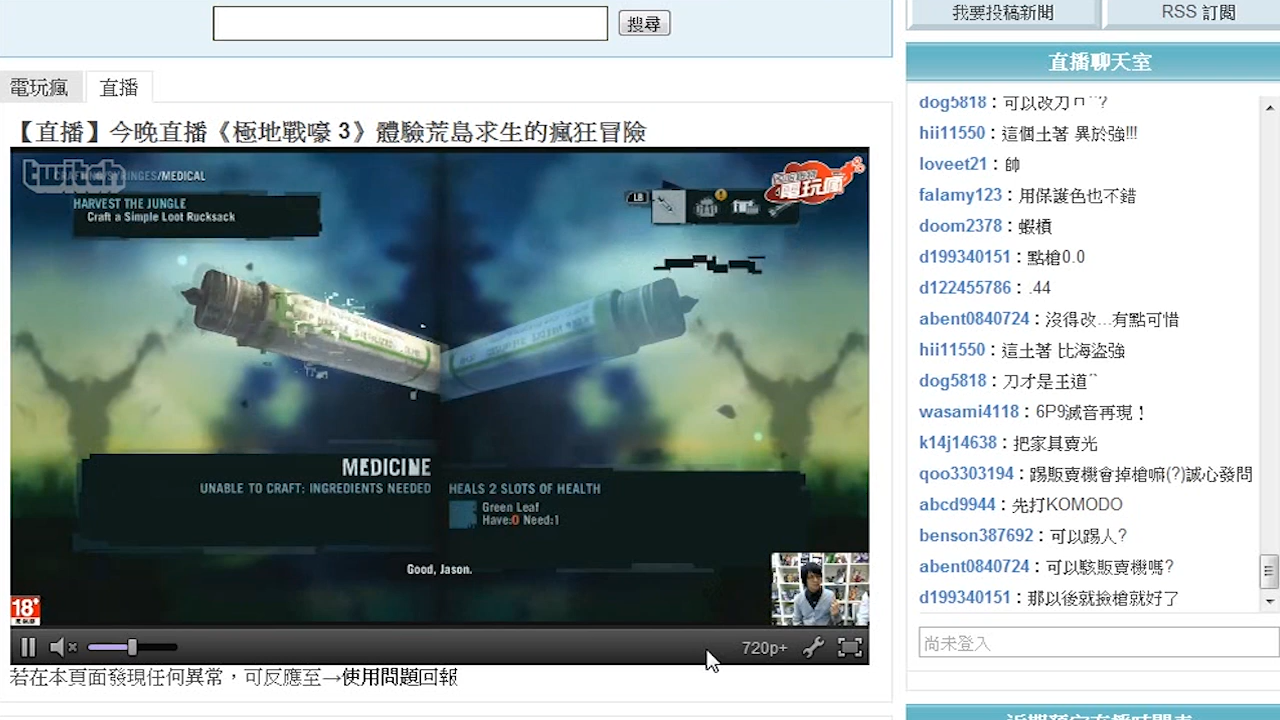 搜尋
我要投稿新聞
RSS 訂閱
電玩瘋
直播
【直播】今晚直播《極地戰嚎 3》體驗荒島求生的瘋狂冒險
twitch
/MEDICAL
HARVEST THE JUNGLE
Craft a Simple Loot Rucksack
LB
電玩瘋
MEDICINE
UNABLE TO CRAFT: INGREDIENTS NEEDED
HEALS 2 SLOTS OF HEALTH
Green Leaf
Have:0 Need:1
Good, Jason.
18+
720p+
若在本頁面發現任何異常，可反應至→使用問題回報
直播聊天室
dog5818：可以改刀ㄇˇˇ?
hii11550：這個土著 異於強!!!
loveet21：帥
falamy123：用保護色也不錯
doom2378：蝦槓
d199340151：點槍0.0
d122455786：.44
abent0840724：沒得改...有點可惜
hii11550：這土著 比海盜強
dog5818：刀才是王道ˇˇ
wasami4118：6P9滅音再現！
k14j14638：把家具賣光
qoo3303194：踢販賣機會掉槍嘛(?)誠心發問
abcd9944：先打KOMODO
benson387692：可以踢人?
abent0840724：可以駭販賣機嗎?
d199340151：那以後就撿槍就好了
尚未登入